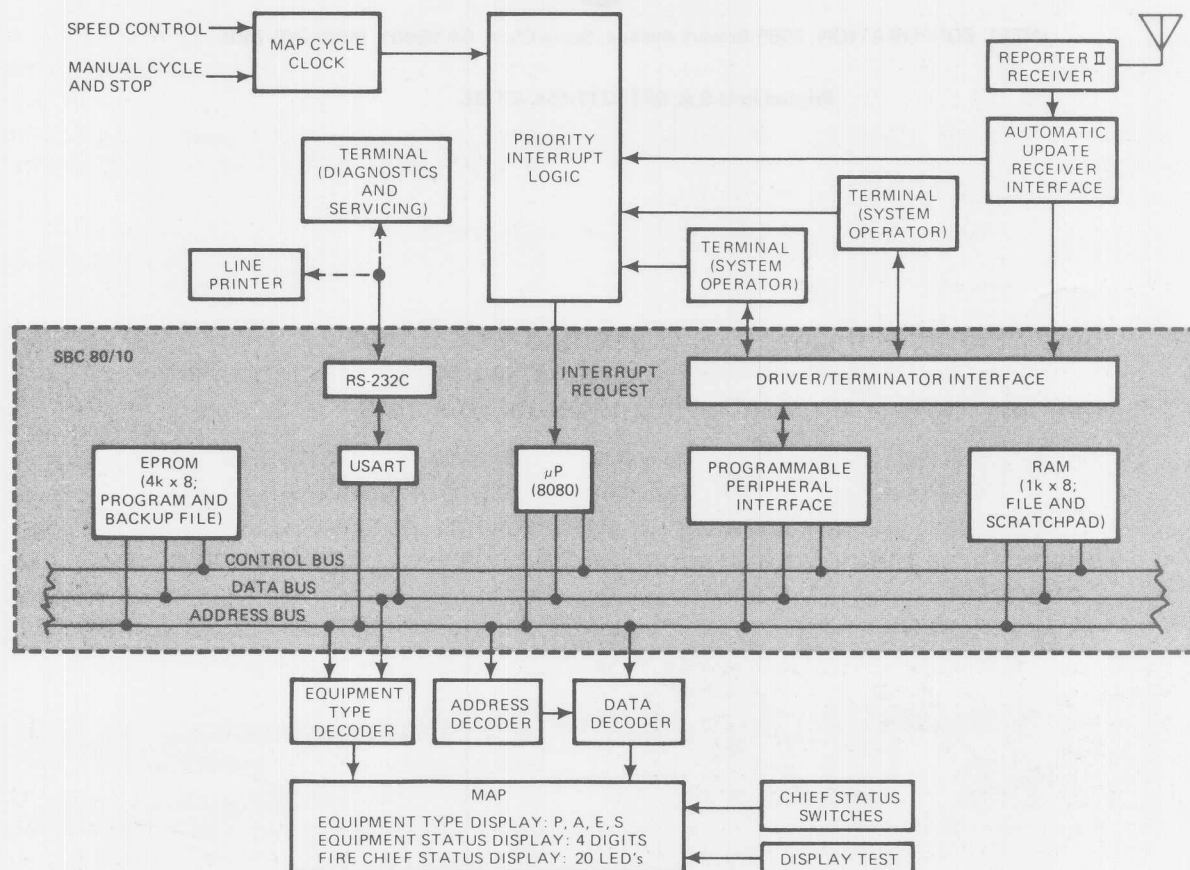 SPEED CONTROL
MANUAL CYCLE
AND STOP
MAP CYCLE
CLOCK
PRIORITY
INTERRUPT
LOGIC
REPORTER II
RECEIVER
AUTOMATIC
UPDATE
RECEIVER
INTERFACE
TERMINAL
(DIAGNOSTICS
AND
SERVICING)
TERMINAL
(SYSTEM
OPERATOR)
TERMINAL
(SYSTEM
OPERATOR)
LINE
PRINTER
SBC 80/10
RS-232C
INTERRUPT
REQUEST
DRIVER/TERMINATOR INTERFACE
EPROM
(4k x 8;
PROGRAM AND
BACKUP FILE)
USART
μP
(8080)
PROGRAMMABLE
PERIPHERAL
INTERFACE
RAM
(1k x 8;
FILE AND
SCRATCHPAD)
CONTROL BUS
DATA BUS
ADDRESS BUS
EQUIPMENT
TYPE
DECODER
ADDRESS
DECODER
DATA
DECODER
MAP
EQUIPMENT TYPE DISPLAY: P, A, E, S
EQUIPMENT STATUS DISPLAY: 4 DIGITS
FIRE CHIEF STATUS DISPLAY: 20 LED's
CHIEF STATUS
SWITCHES
DISPLAY TEST